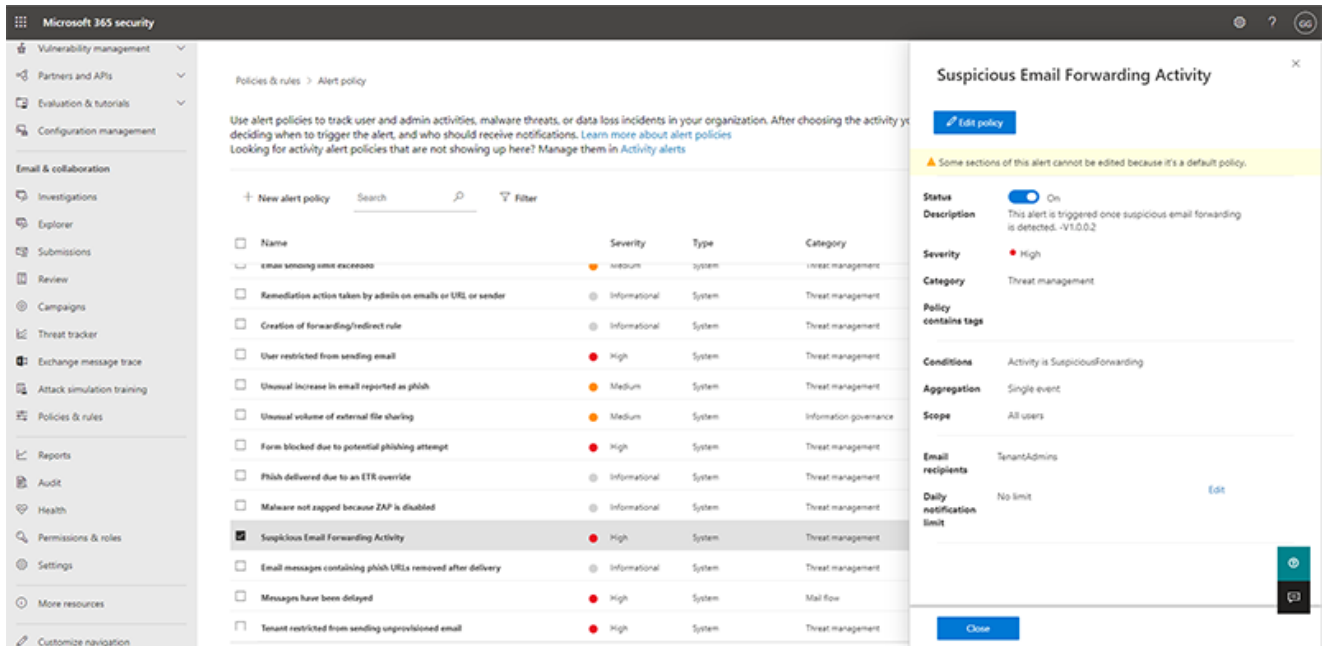 Microsoft 365 security
GG
Vulnerability management
Partners and APIs
Evaluation & tutorials
Configuration management
Email & collaboration
Investigations
Explorer
Submissions
Review
Campaigns
Threat tracker
Exchange message trace
Attack simulation training
Policies & rules
Reports
Audit
Health
Permissions & roles
Settings
More resources
Customize navigation
Policies & rules > Alert policy
Use alert policies to track user and admin activities, malware threats, or data loss incidents in your organization. After choosing the activity yo
deciding when to trigger the alert, and who should receive notifications. Learn more about alert policies
Looking for activity alert policies that are not showing up here? Manage them in Activity alerts
New alert policy Search Filter
Name Severity Type Category
Email sending limit exceeded Medium System Threat management
Remediation action taken by admin on emails or URL or sender Informational System Threat management
Creation of forwarding/redirect rule Informational System Threat management
User restricted from sending email High System Threat management
Unusual increase in email reported as phish Medium System Threat management
Unusual volume of external file sharing Medium System Information governance
Form blocked due to potential phishing attempt High System Threat management
Phish delivered due to an ETR override Informational System Threat management
Malware not zapped because ZAP is disabled Informational System Threat management
Suspicious Email Forwarding Activity High System Threat management
Email messages containing phish URLs removed after delivery Informational System Threat management
Messages have been delayed High System Mail flow
Tenant restricted from sending unprovisioned email High System Threat management
Suspicious Email Forwarding Activity
Edit policy
Some sections of this alert cannot be edited because it's a default policy.
Status On
Description This alert is triggered once suspicious email forwarding
is detected. -V1.0.0.2
Severity High
Category Threat management
Policy
contains tags
Conditions Activity is SuspiciousForwarding
Aggregation Single event
Scope All users
Email TenantAdmins
recipients
Daily No limit Edit
notification
limit
Close